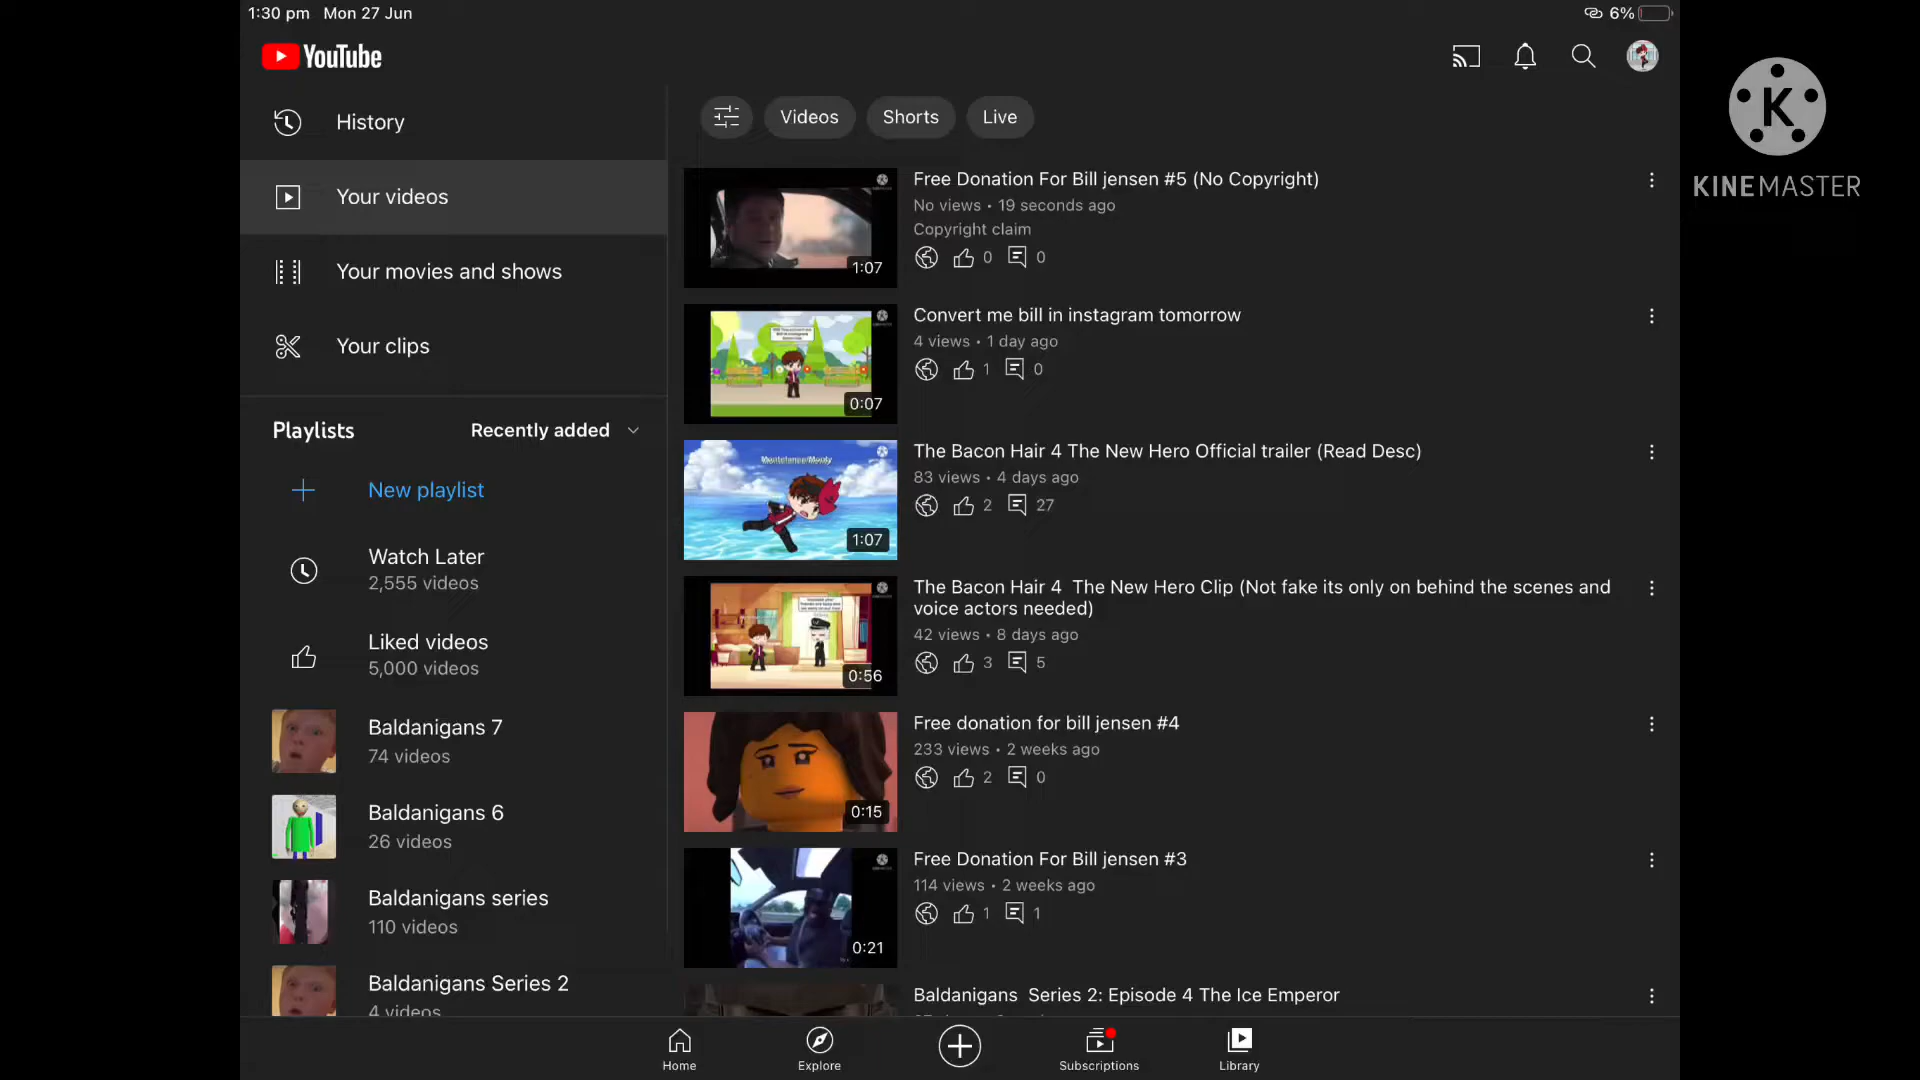 1:30 pm Mon 27 Jun
6%
YouTube
KINEMASTER
History
Your videos
Your movies and shows
Your clips
Playlists
Recently added
New playlist
Watch Later
2,555 videos
Liked videos
5,000 videos
Baldanigans 7
74 videos
Baldanigans 6
26 videos
Baldanigans series
110 videos
Baldanigans Series 2
4 videos
Videos
Shorts
Live
1:07
Free Donation For Bill jensen #5 (No Copyright)
No views • 19 seconds ago
Copyright claim
0 0
0:07
Convert me bill in instagram tomorrow
4 views • 1 day ago
1 0
1:07
The Bacon Hair 4 The New Hero Official trailer (Read Desc)
83 views • 4 days ago
2 27
0:56
The Bacon Hair 4 The New Hero Clip (Not fake its only on behind the scenes and
voice actors needed)
42 views • 8 days ago
3 5
0:15
Free donation for bill jensen #4
233 views • 2 weeks ago
2 0
0:21
Free Donation For Bill jensen #3
114 views • 2 weeks ago
1 1
Baldanigans Series 2: Episode 4 The Ice Emperor
Home
Explore
Subscriptions
Library